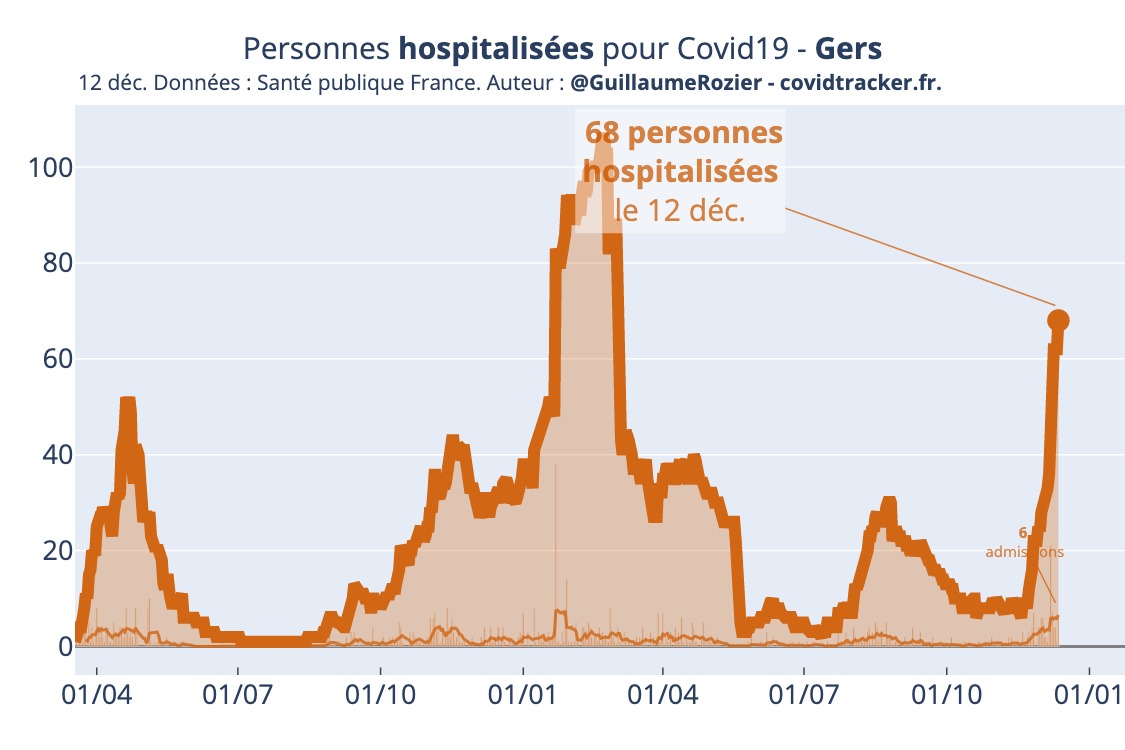 Personnes hospitalisées pour Covid19 - Gers
12 déc. Données : Santé publique France. Auteur : @GuillaumeRozier - covidtracker.fr.
68 personnes
hospitalisées
le 12 déc.
100
80
60
40
20
0
6
admissions
01/04 01/07 01/10 01/01 01/04 01/07 01/10 01/01